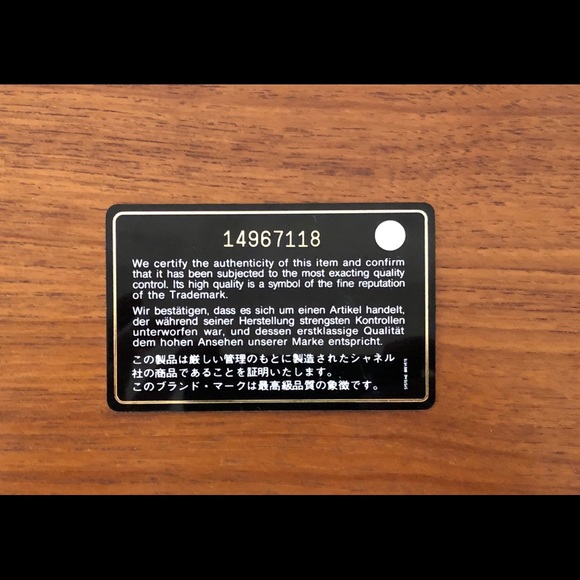 14967118
We certify the authenticity of this item and confirm
that it has been subjected to the most exacting quality
control. Its high quality is a symbol of the fine reputation
of the Trademark.
Wir bestätigen, dass es sich um einen Artikel handelt,
der während seiner Herstellung strengsten Kontrollen
unterworfen war, und dessen erstklassige Qualität
dem hohen Ansehen unserer Marke entspricht.
この製品は厳しい管理のもとに製造されたシャネル
社の商品であることを証明いたします。
このブランド・マークは最高級品質の象徴です。